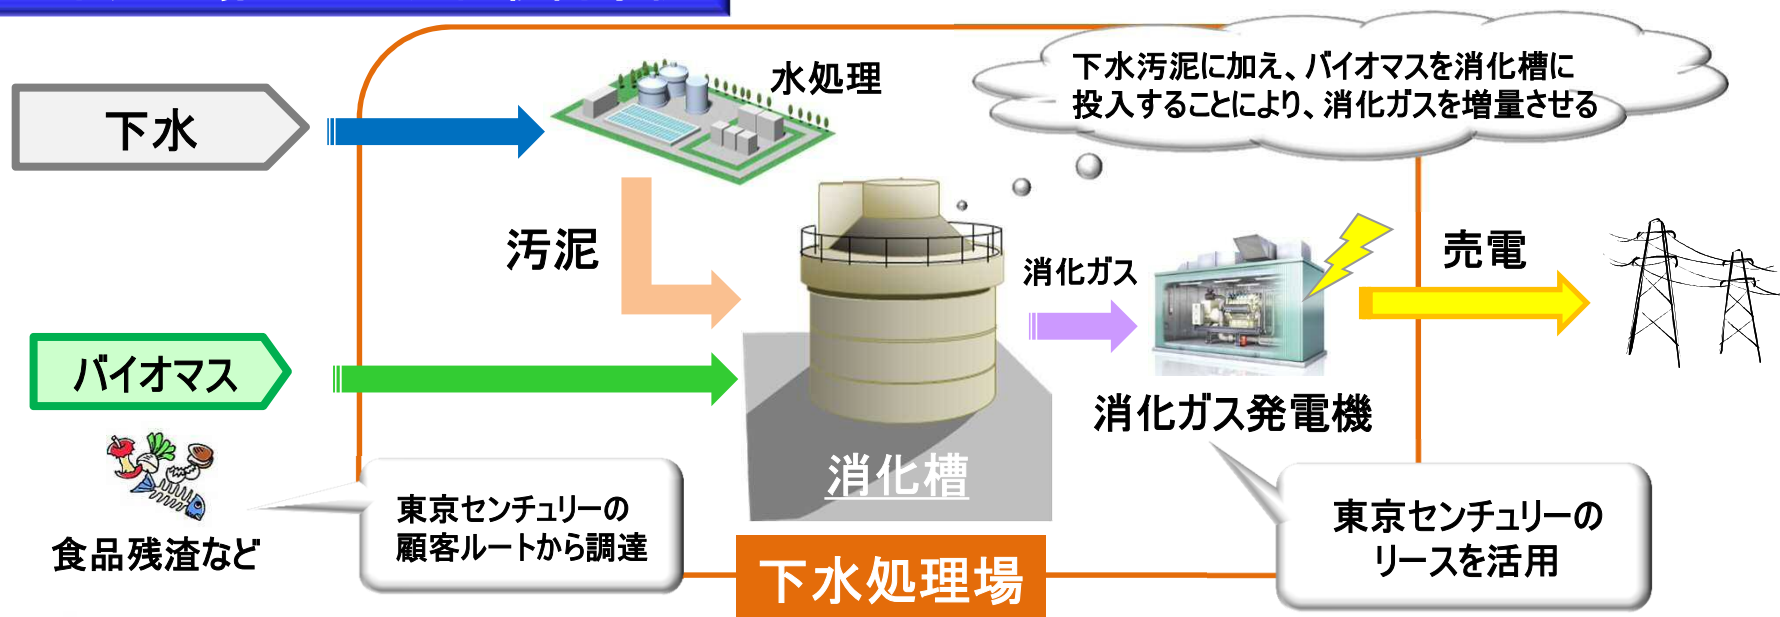 下水
水処理
下水汚泥に加え、バイオマスを消化槽に
投入することにより、消化ガスを増量させる
汚泥
消化ガス
売電
バイオマス
消化ガス発電機
消化槽
食品残渣など
東京センチュリーの
顧客ルートから調達
東京センチュリーの
リースを活用
下水処理場